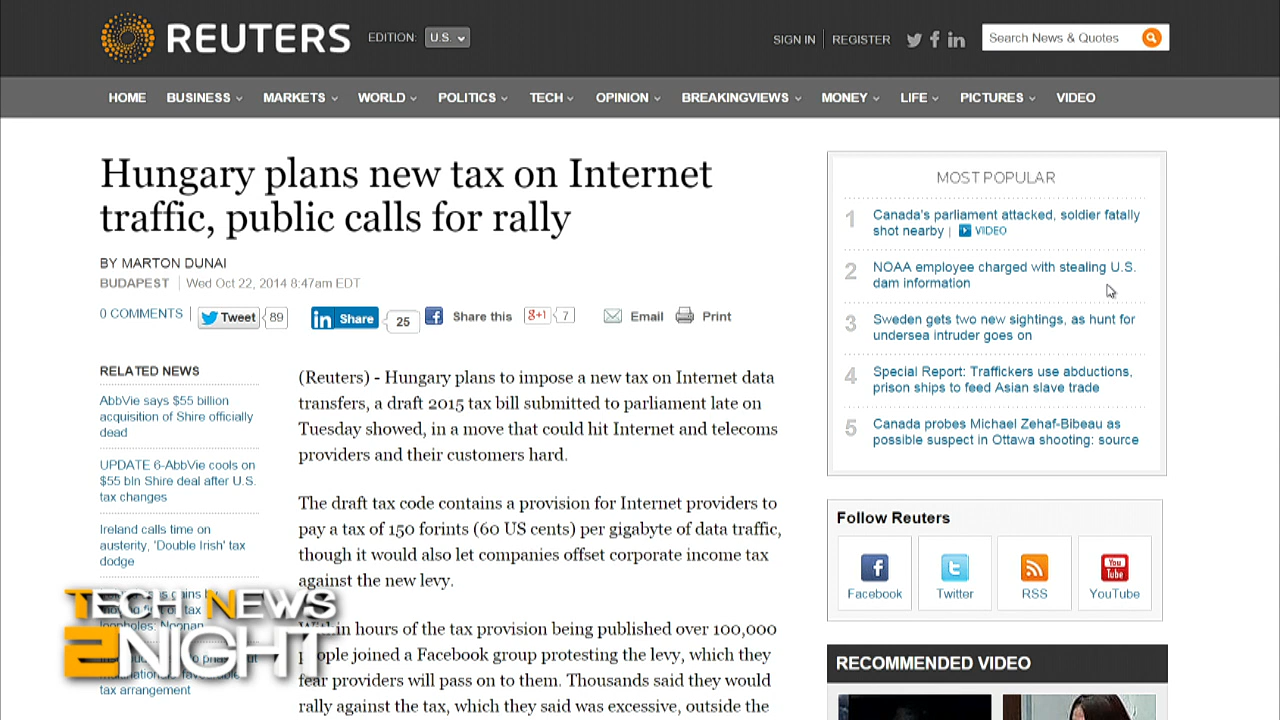 REUTERS
EDITION: U.S.
SIGN IN REGISTER
Search News & Quotes
HOME BUSINESS MARKETS WORLD POLITICS TECH OPINION BREAKINGVIEWS MONEY LIFE PICTURES VIDEO
Hungary plans new tax on Internet
traffic, public calls for rally
BY MARTON DUNAI
BUDAPEST Wed Oct 22, 2014 8:47am EDT
0 COMMENTS Tweet 89 in Share 25 Share this g+1 7 Email Print
RELATED NEWS
AbbVie says $55 billion
acquisition of Shire officially
dead
UPDATE 6-AbbVie cools on
$55 bln Shire deal after U.S.
tax changes
Ireland calls time on
austerity, 'Double Irish' tax
dodge
gains
tax
loopholes: Noonan
tax arrangement
(Reuters) - Hungary plans to impose a new tax on Internet data
transfers, a draft 2015 tax bill submitted to parliament late on
Tuesday showed, in a move that could hit Internet and telecoms
providers and their customers hard.
The draft tax code contains a provision for Internet providers to
pay a tax of 150 forints (60 US cents) per gigabyte of data traffic,
though it would also let companies offset corporate income tax
against the new levy.
Within hours of the tax provision being published over 100,000
people joined a Facebook group protesting the levy, which they
fear providers will pass on to them. Thousands said they would
rally against the tax, which they said was excessive, outside the
MOST POPULAR
1 Canada's parliament attacked, soldier fatally
shot nearby | VIDEO
2 NOAA employee charged with stealing U.S.
dam information
3 Sweden gets two new sightings, as hunt for
undersea intruder goes on
4 Special Report: Traffickers use abductions,
prison ships to feed Asian slave trade
5 Canada probes Michael Zehaf-Bibeau as
possible suspect in Ottawa shooting: source
Follow Reuters
Facebook Twitter RSS YouTube
RECOMMENDED VIDEO
TECH NEWS
2NIGHT